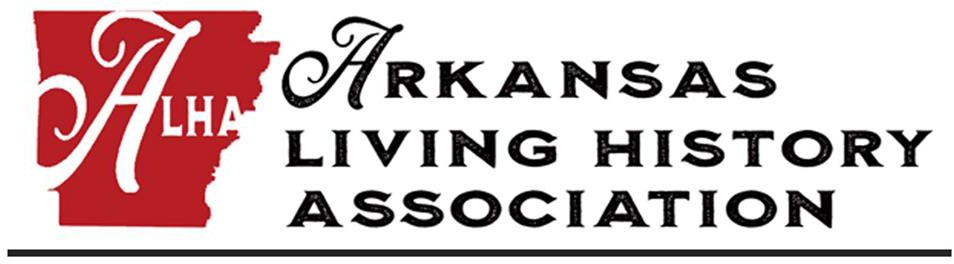 ALHA
ARKANSAS
LIVING HISTORY
ASSOCIATION